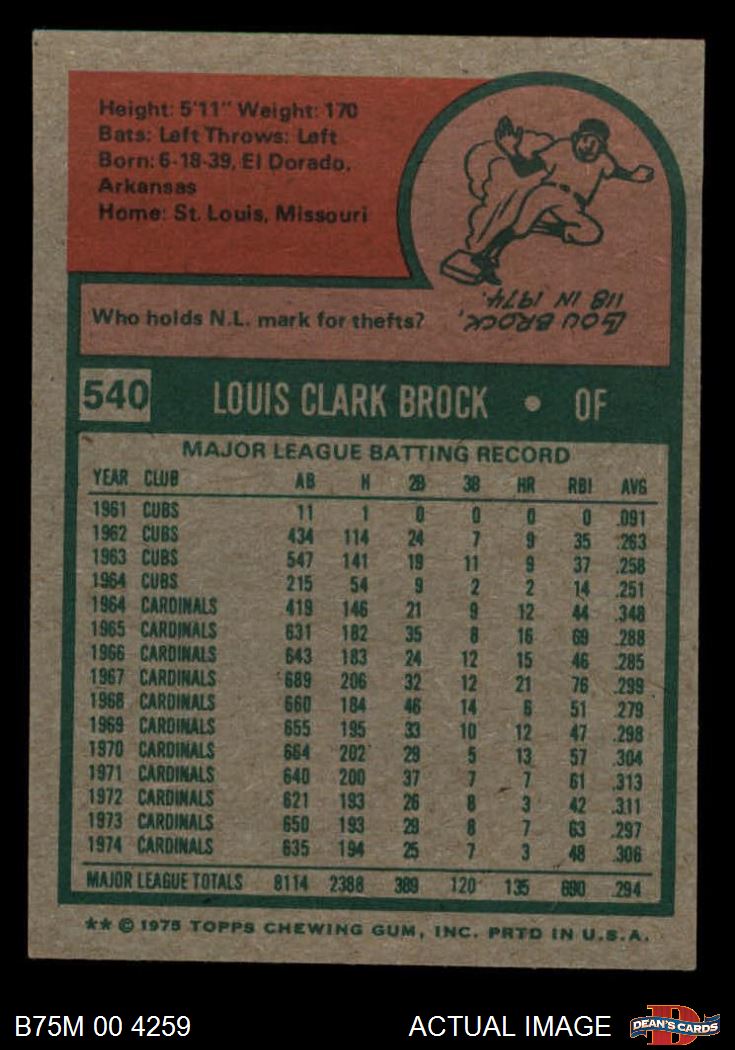 Height: 5'11" Weight: 170
Bats: Left Throws: Left
Born: 6-18-39, El Dorado,
Arkansas
Home: St. Louis, Missouri
Who holds N.L. mark for thefts?
LOU BROCK,
118 IN 1974.
540 LOUIS CLARK BROCK • OF
MAJOR LEAGUE BATTING RECORD
YEAR CLUB AB H 2B 3B HR RBI AVG
1961 CUBS 11 1 0 0 0 0 .091
1962 CUBS 434 114 24 7 9 35 .263
1963 CUBS 547 141 19 11 9 37 .258
1964 CUBS 215 54 9 2 2 14 .251
1964 CARDINALS 419 146 21 9 12 44 .348
1965 CARDINALS 631 182 35 8 16 69 .288
1966 CARDINALS 643 183 24 12 15 46 .285
1967 CARDINALS 689 206 32 12 21 76 .299
1968 CARDINALS 660 184 46 14 6 51 .279
1969 CARDINALS 655 195 33 10 12 47 .298
1970 CARDINALS 664 202 29 5 13 57 .304
1971 CARDINALS 640 200 37 7 7 61 .313
1972 CARDINALS 621 193 26 8 3 42 .311
1973 CARDINALS 650 193 29 8 7 63 .297
1974 CARDINALS 635 194 25 7 3 48 .306
MAJOR LEAGUE TOTALS 8114 2388 389 120 135 690 .294
** © 1975 TOPPS CHEWING GUM, INC. PRTD IN U.S.A.
B75M 00 4259 ACTUAL IMAGE D DEAN'S CARDS